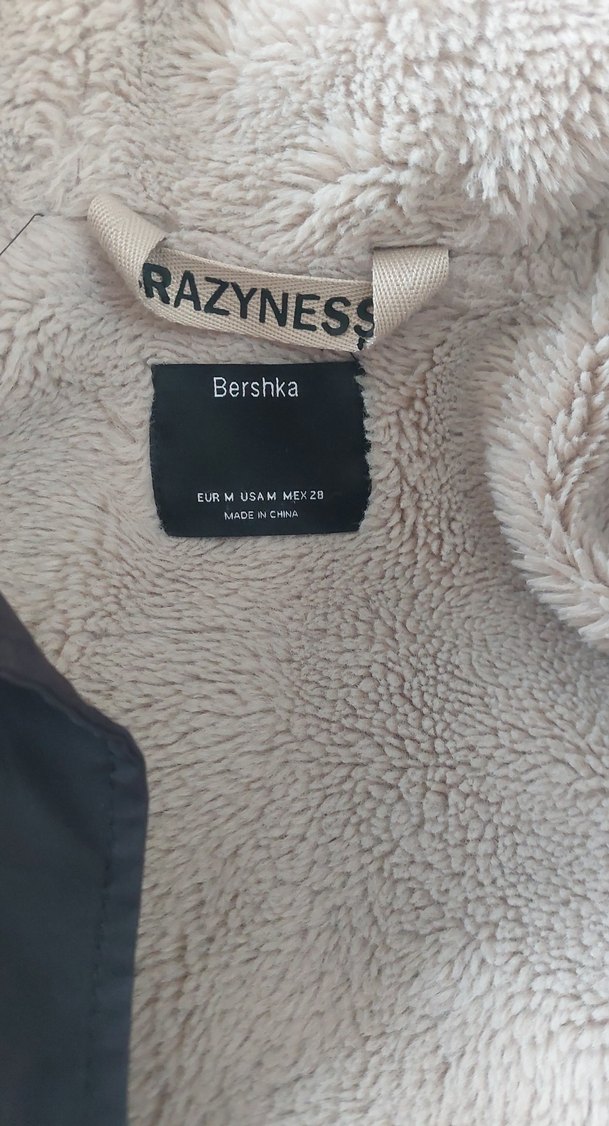 RAZYNESS
Bershka
EUR M USA M MEX 28
MADE IN CHINA